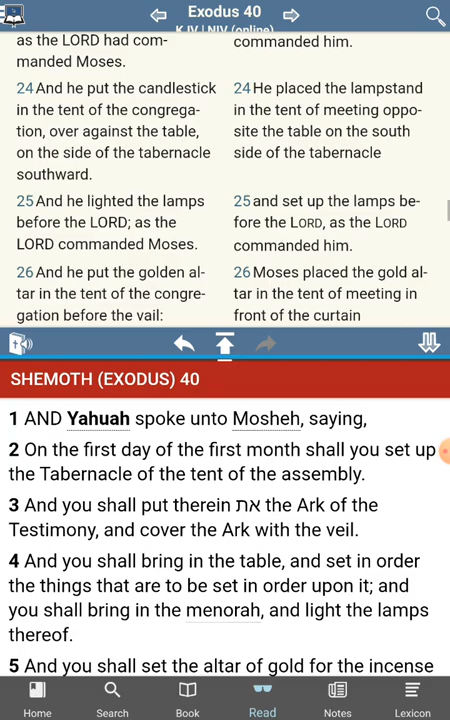 Exodus 40
KJV | NIV (online)
as the LORD had com-
manded Moses.
24 And he put the candlestick
in the tent of the congrega-
tion, over against the table,
on the side of the tabernacle
southward.
25 And he lighted the lamps
before the LORD; as the
LORD commanded Moses.
26 And he put the golden al-
tar in the tent of the congre-
gation before the vail:
commanded him.
24 He placed the lampstand
in the tent of meeting oppo-
site the table on the south
side of the tabernacle
25 and set up the lamps be-
fore the LORD, as the LORD
commanded him.
26 Moses placed the gold al-
tar in the tent of meeting in
front of the curtain
SHEMOTH (EXODUS) 40
1 AND Yahuah spoke unto Mosheh, saying,
2 On the first day of the first month shall you set up
the Tabernacle of the tent of the assembly.
3 And you shall put therein את the Ark of the
Testimony, and cover the Ark with the veil.
4 And you shall bring in the table, and set in order
the things that are to be set in order upon it; and
you shall bring in the menorah, and light the lamps
thereof.
5 And you shall set the altar of gold for the incense
Home
Search
Book
Read
Notes
Lexicon